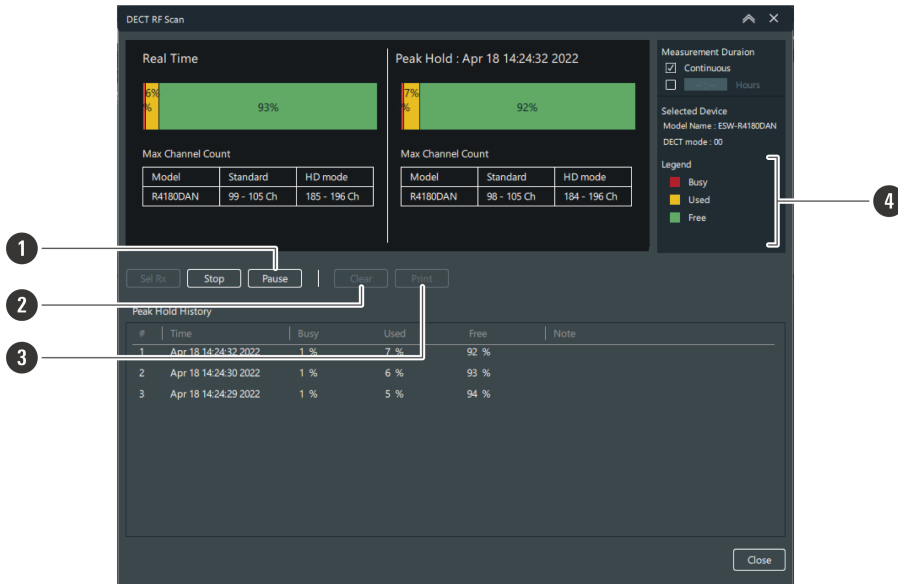 DECT RF Scan
Real Time
6%
%
93%
Max Channel Count
Model Standard HD mode
R4180DAN 99 - 105 Ch 185 - 196 Ch
Peak Hold : Apr 18 14:24:32 2022
7%
%
92%
Max Channel Count
Model Standard HD mode
R4180DAN 98 - 105 Ch 184 - 196 Ch
Measurement Duraion
Continuous
Hours
Selected Device
Model Name : ESW-R4180DAN
DECT mode : 00
Legend
Busy
Used
Free
4
1
Sel Rx Stop Pause Clear Print
2
Peak Hold History
# Time Busy Used Free Note
3
1 Apr 18 14:24:32 2022 1 % 7 % 92 %
2 Apr 18 14:24:30 2022 1 % 6 % 93 %
3 Apr 18 14:24:29 2022 1 % 5 % 94 %
Close